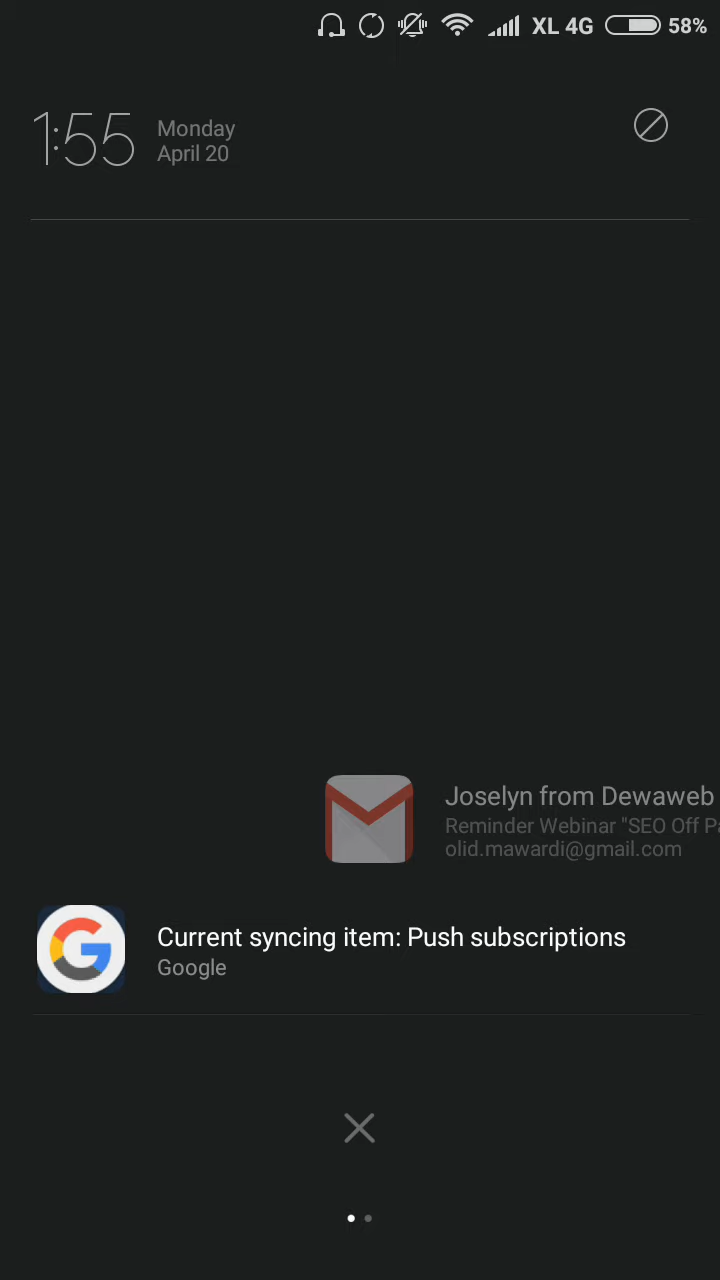 XL 4G 58%
1:55
Monday
April 20
Joselyn from Dewaweb
Reminder Webinar "SEO Off
olid.mawardi@gmail.com
Current syncing item: Push subscriptions
Google